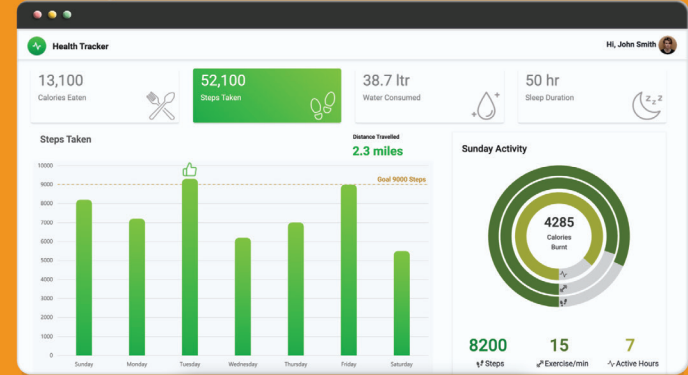 Health Tracker
Hi, John Smith
13,100
Calories Eaten
52,100
Steps Taken
38.7 ltr
Water Consumed
50 hr
Sleep Duration
z z z
Steps Taken
Distance Travelled
2.3 miles
10000
9000
8000
7000
6000
5000
4000
3000
2000
1000
0
Goal 9000 Steps
Sunday
Monday
Tuesday
Wednesday
Thursday
Friday
Saturday
Sunday Activity
4285
Calories
Burnt
8200
Steps
15
Exercise/min
7
Active Hours